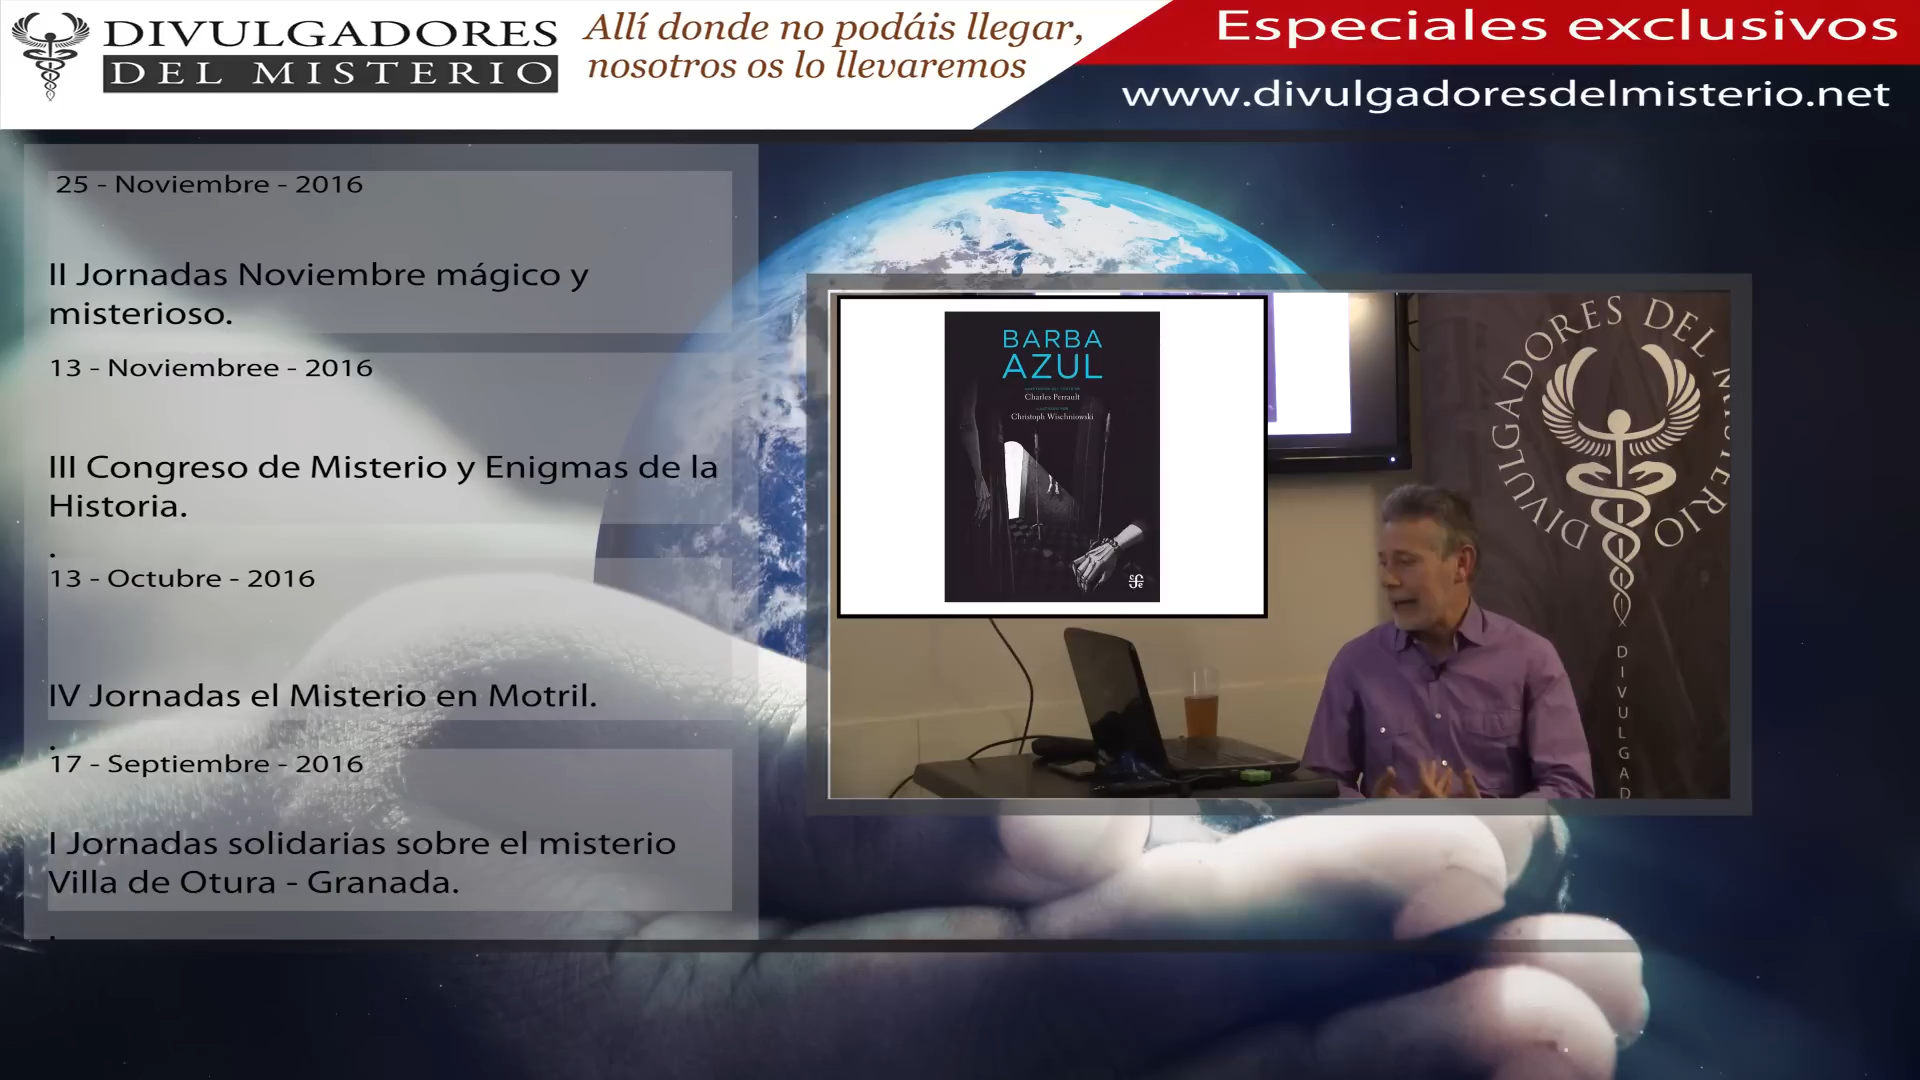 DIVULGADORES
DEL MISTERIO
Allí donde no podáis llegar,
nosotros os lo llevaremos
Especiales exclusivos
www.divulgadoresdelmisterio.net
25 - Noviembre - 2016
II Jornadas Noviembre mágico y
misterioso.
13 - Noviembree - 2016
III Congreso de Misterio y Enigmas de la
Historia.
.
13 - Octubre - 2016
IV Jornadas el Misterio en Motril.
.
17 - Septiembre - 2016
I Jornadas solidarias sobre el misterio
Villa de Otura - Granada.
.
BARBA
AZUL
Charles Perrault
Christoph Wischniowski
DIVULGADORES DEL MISTERIO
DIVULGAD